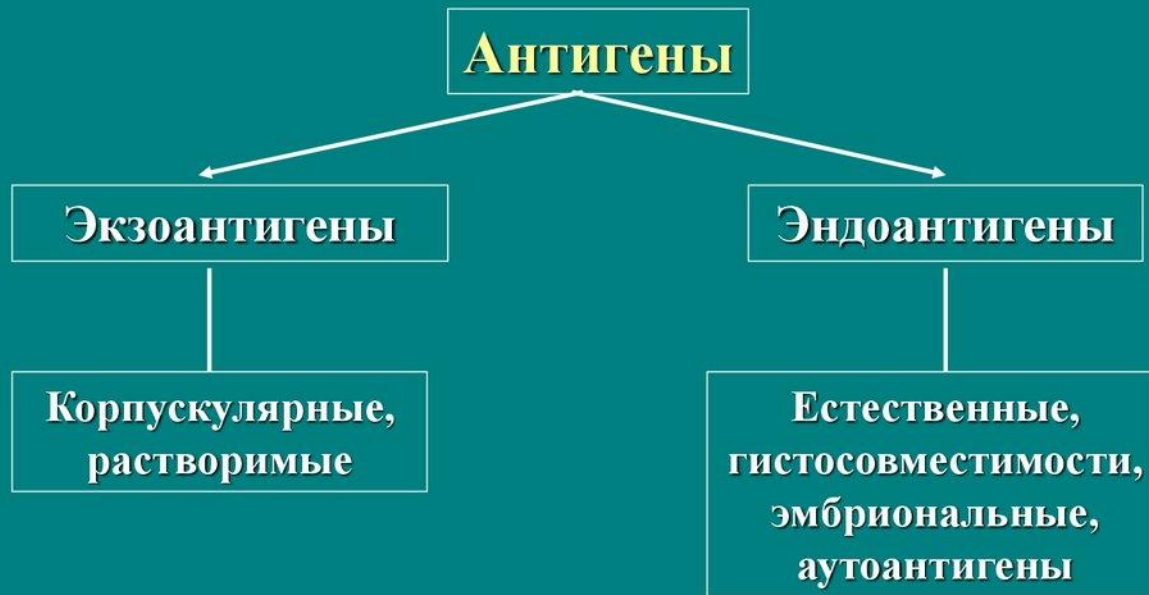 Антигены
Экзоантигены
Эндоантигены
Корпускулярные,
растворимые
Естественные,
гистосовместимости,
эмбриональные,
аутоантигены